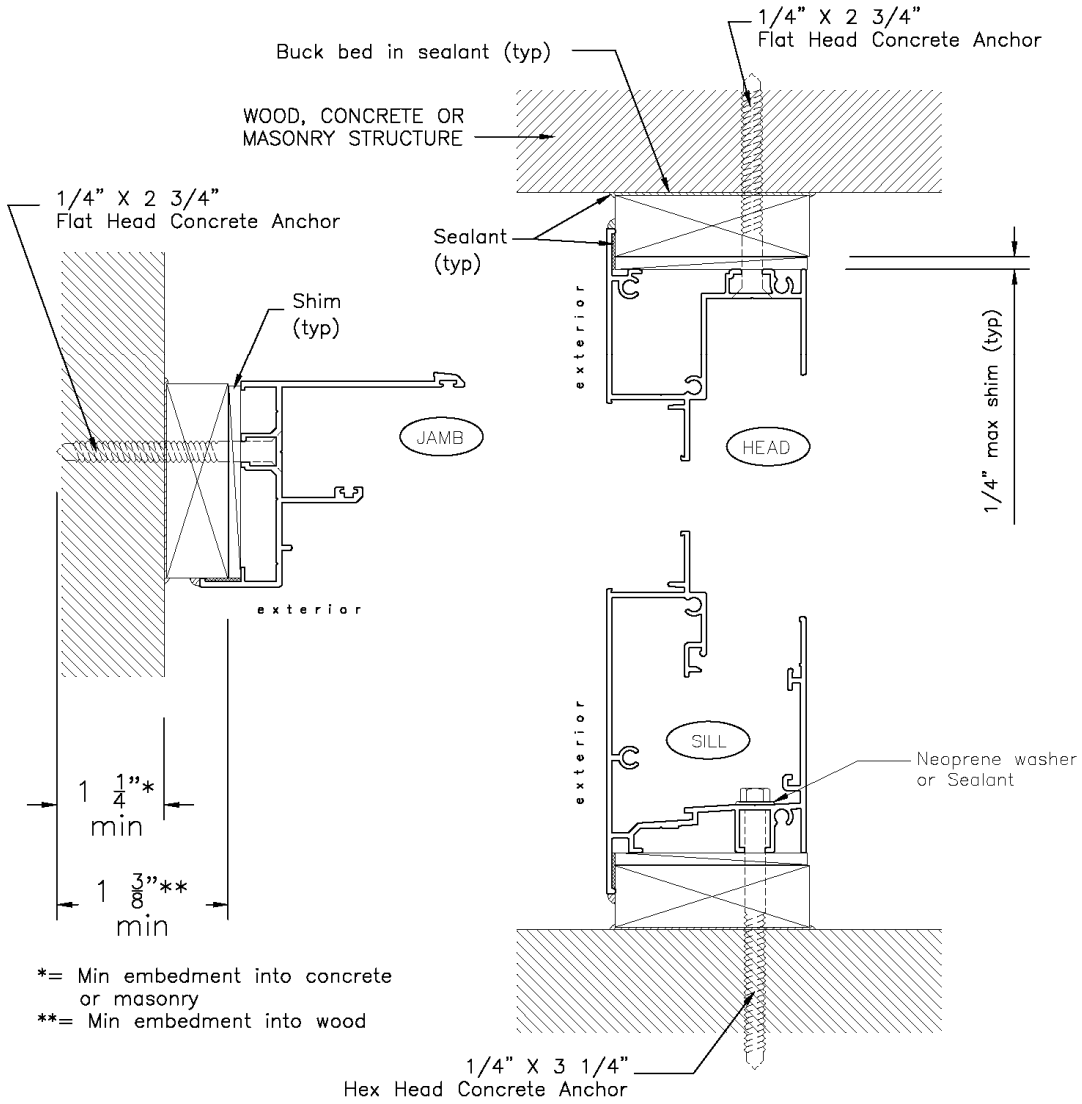 1/4" X 2 3/4"
Flat Head Concrete Anchor
Buck bed in sealant (typ)
WOOD, CONCRETE OR
MASONRY STRUCTURE
1/4" X 2 3/4"
Flat Head Concrete Anchor
Sealant
(typ)
Shim
(typ)
exterior
1/4" max shim (typ)
JAMB
HEAD
exterior
exterior
SILL
Neoprene washer
or Sealant
1 1/4"*
min
1 3/8"**
min
*= Min embedment into concrete
or masonry
**= Min embedment into wood
1/4" X 3 1/4"
Hex Head Concrete Anchor